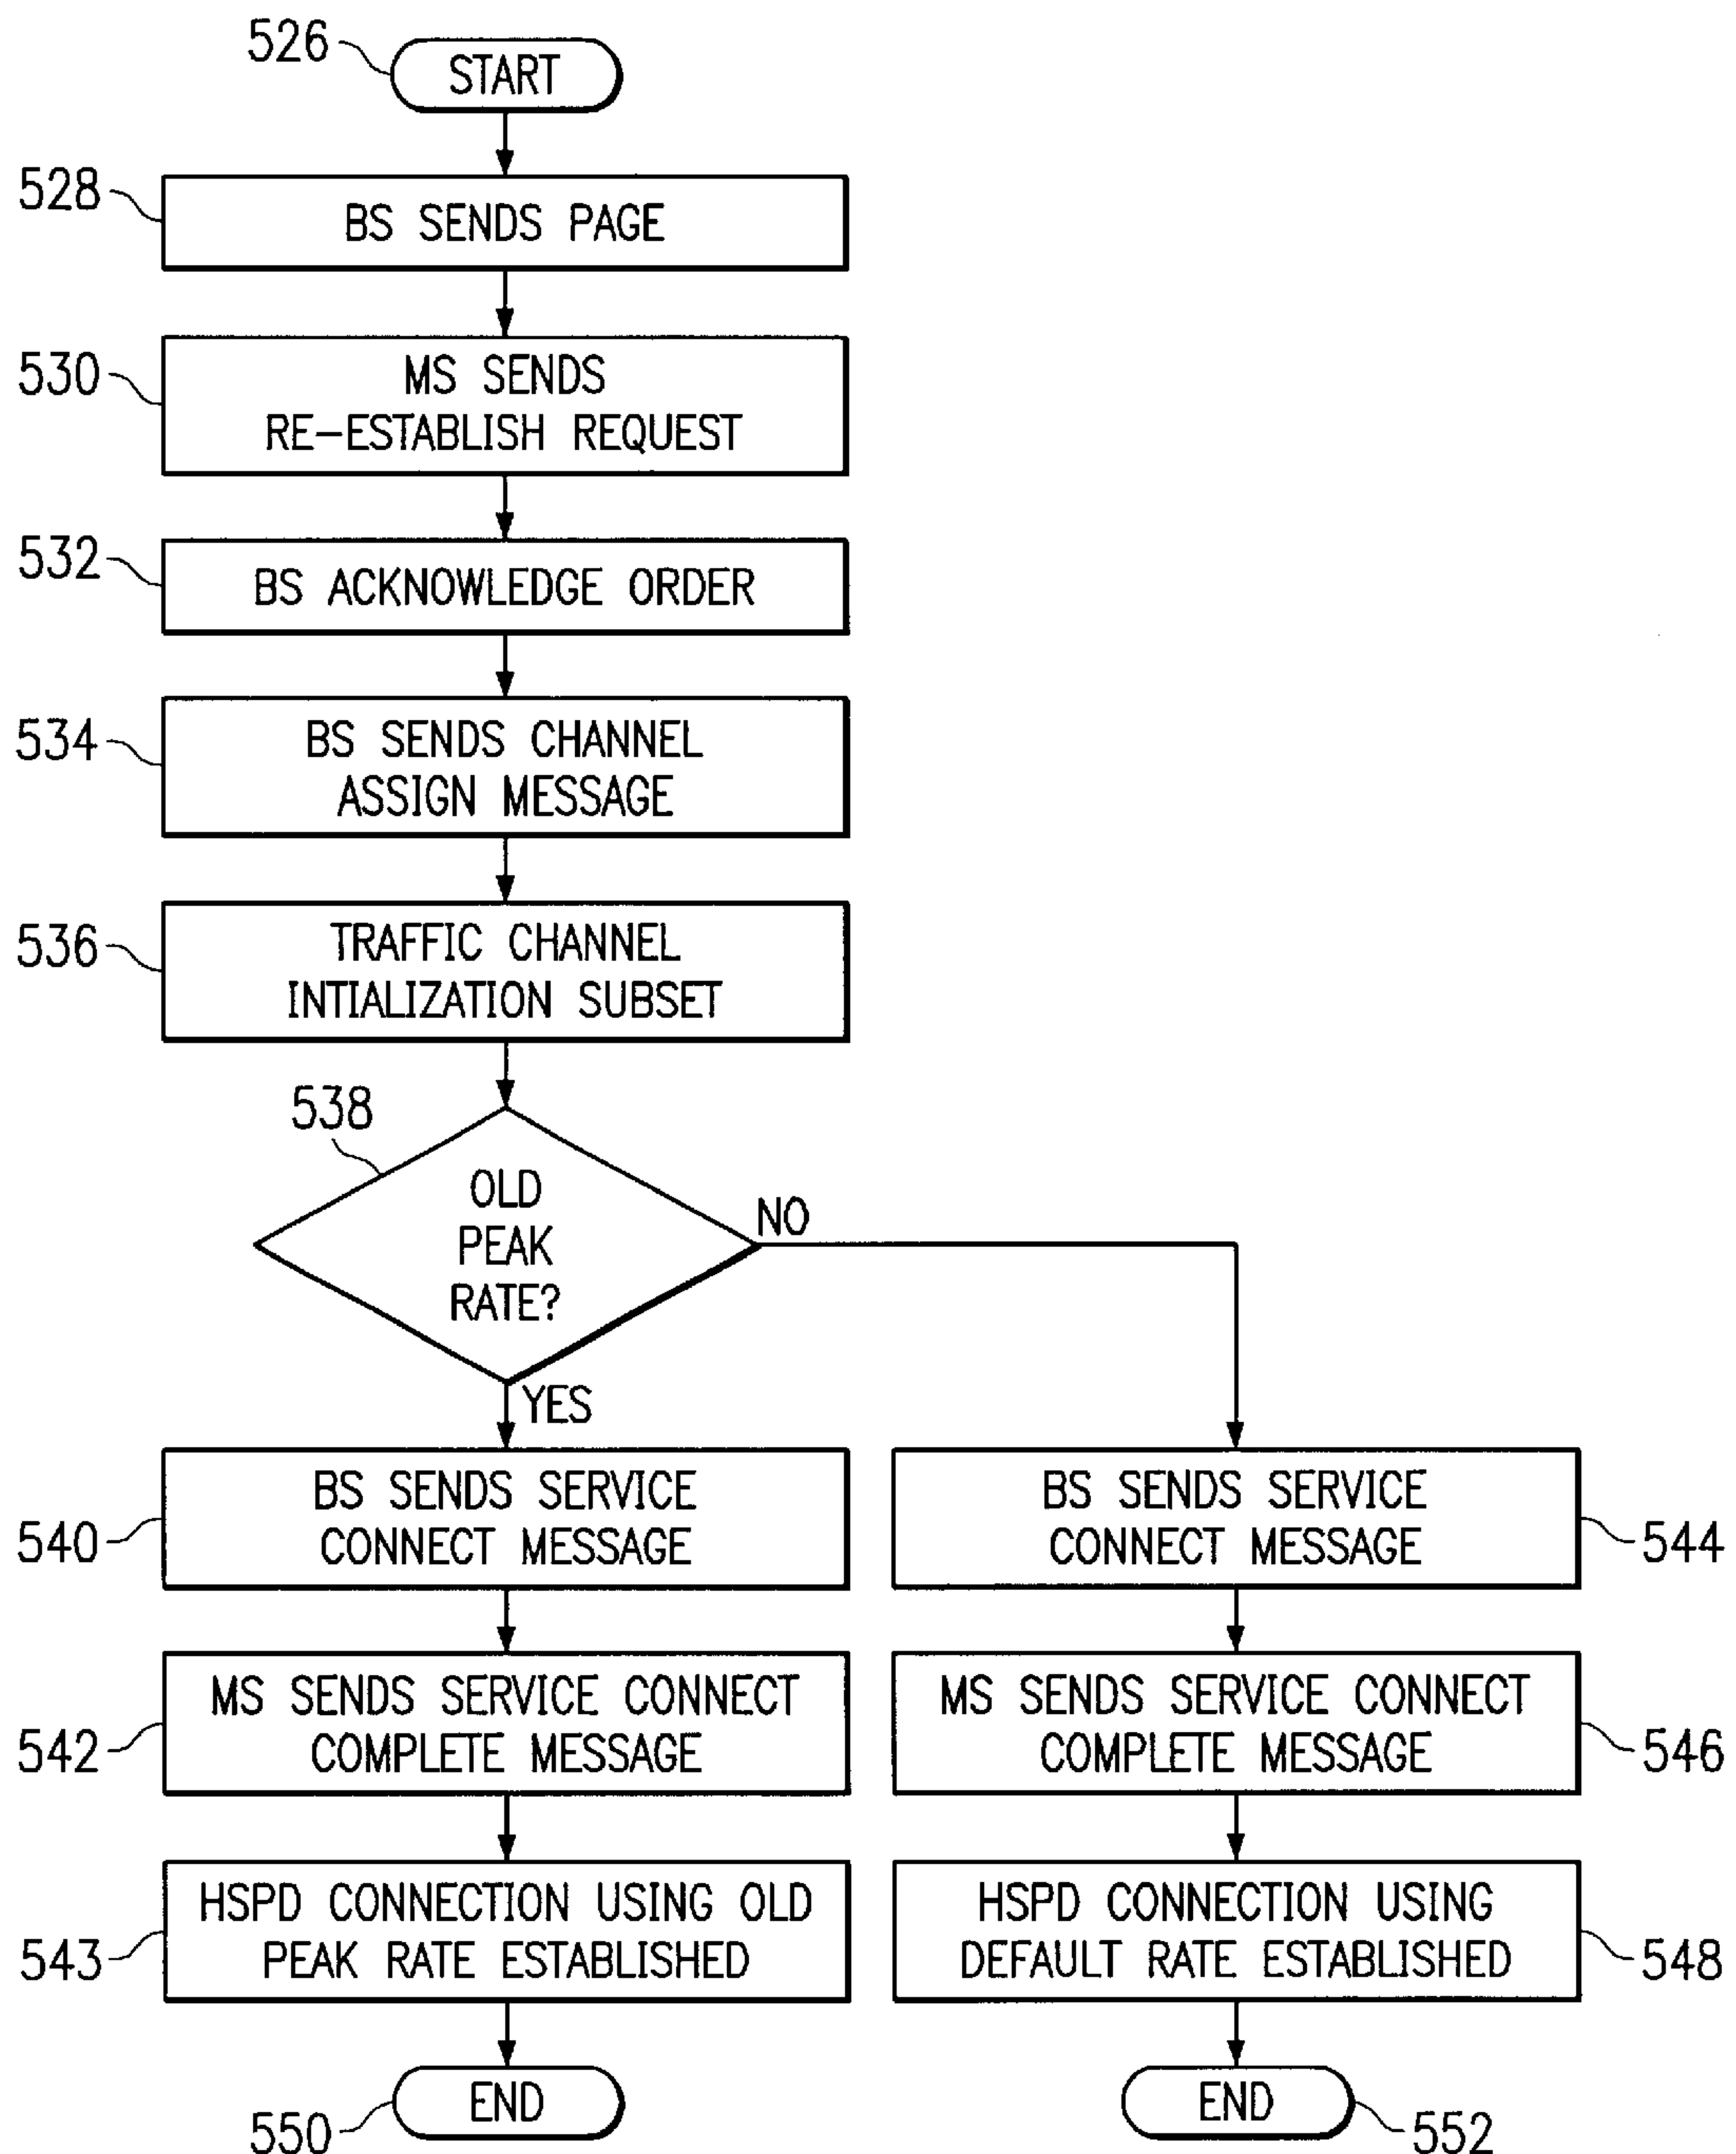 526
START
528
BS SENDS PAGE
530
MS SENDS
RE-ESTABLISH REQUEST
532
BS ACKNOWLEDGE ORDER
534
BS SENDS CHANNEL
ASSIGN MESSAGE
536
TRAFFIC CHANNEL
INTIALIZATION SUBSET
538
OLD
PEAK
RATE?
NO
YES
540
BS SENDS SERVICE
CONNECT MESSAGE
BS SENDS SERVICE
CONNECT MESSAGE
544
542
MS SENDS SERVICE CONNECT
COMPLETE MESSAGE
MS SENDS SERVICE CONNECT
COMPLETE MESSAGE
546
543
HSPD CONNECTION USING OLD
PEAK RATE ESTABLISHED
HSPD CONNECTION USING
DEFAULT RATE ESTABLISHED
548
END
550
END
552